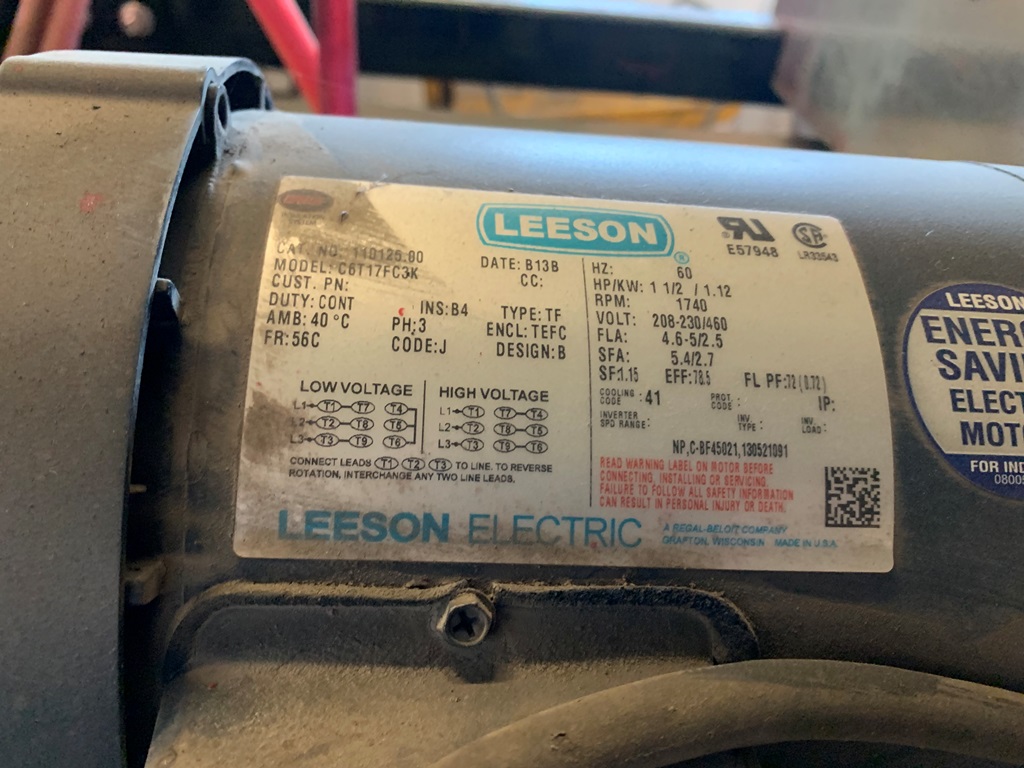 LEESON
®
E57948
LR33543
CAT. NO: 110125.00
MODEL: C6T17FC3K
CUST. PN:
DUTY: CONT
AMB: 40 °C
FR: 56C
INS: B4
PH: 3
CODE: J
DATE: B13B
CC:
TYPE: TF
ENCL: TEFC
DESIGN: B
HZ: 60
HP/KW: 1 1/2 / 1.12
RPM: 1740
VOLT: 208-230/460
FLA: 4.6-5/2.5
SFA: 5.4/2.7
SF: 1.15 EFF: 78.5 FL PF: 72 (0.72)
COOLING CODE : 41 PROT. CODE : IP:
INVERTER SPD RANGE: INV. TYPE : INV. LOAD:
NP,C-BF45021,130521091
LOW VOLTAGE
L1 T1 T7 T4
L2 T2 T8 T5
L3 T3 T9 T6
HIGH VOLTAGE
L1 T1 T7 T4
L2 T2 T8 T5
L3 T3 T9 T6
CONNECT LEADS T1 T2 T3 TO LINE. TO REVERSE
ROTATION, INTERCHANGE ANY TWO LINE LEADS.
READ WARNING LABEL ON MOTOR BEFORE
CONNECTING, INSTALLING OR SERVICING.
FAILURE TO FOLLOW ALL SAFETY INFORMATION
CAN RESULT IN PERSONAL INJURY OR DEATH.
LEESON ELECTRIC
A REGAL-BELOIT COMPANY
GRAFTON, WISCONSIN MADE IN U.S.A.
LEESON
ENERG
SAVI
ELECT
MOTO
FOR IND
08005